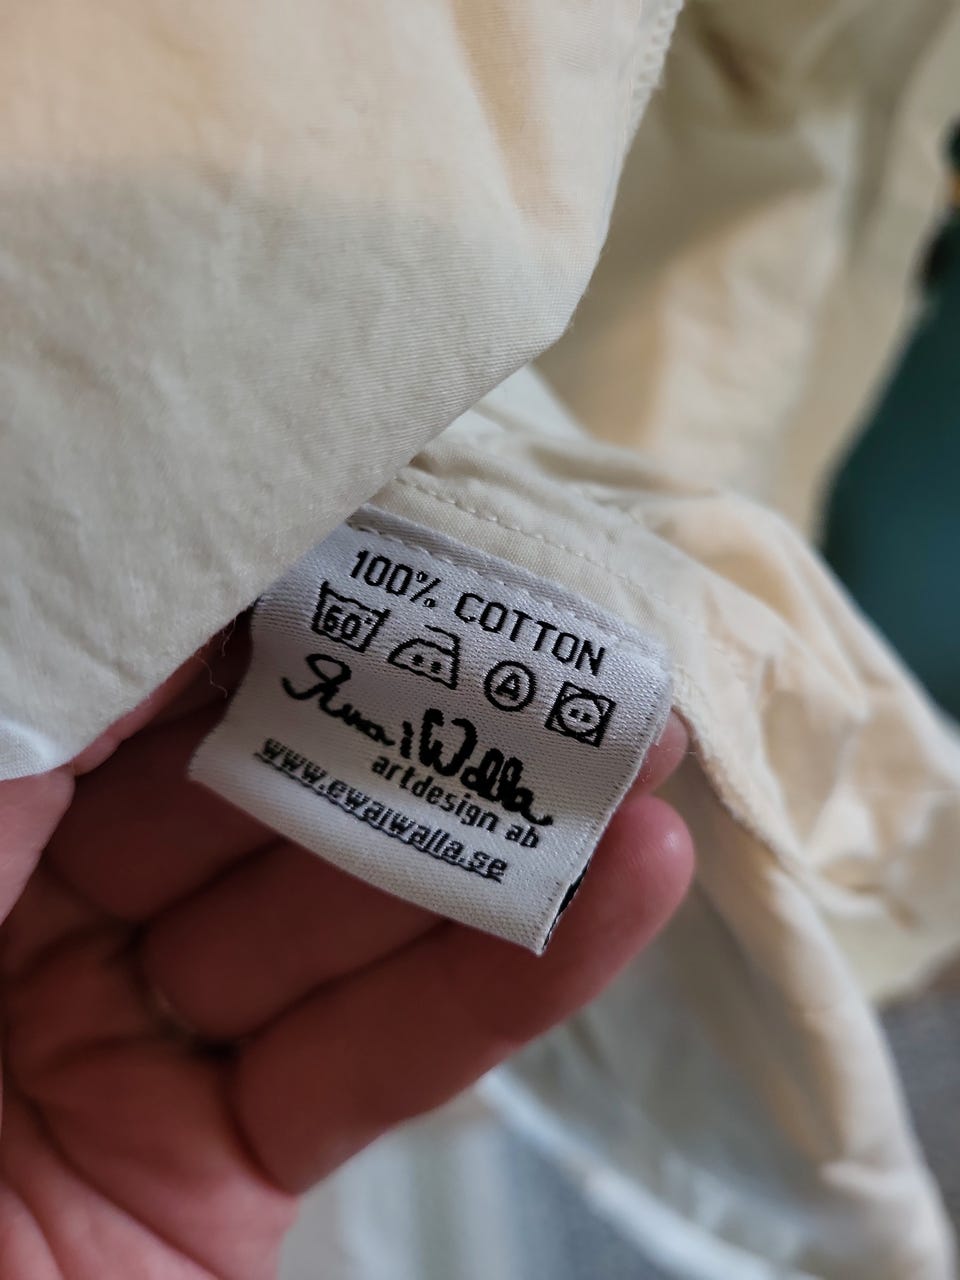 100% COTTON
60°
A
Ewa i Walla
artdesign ab
www.ewaiwalla.se